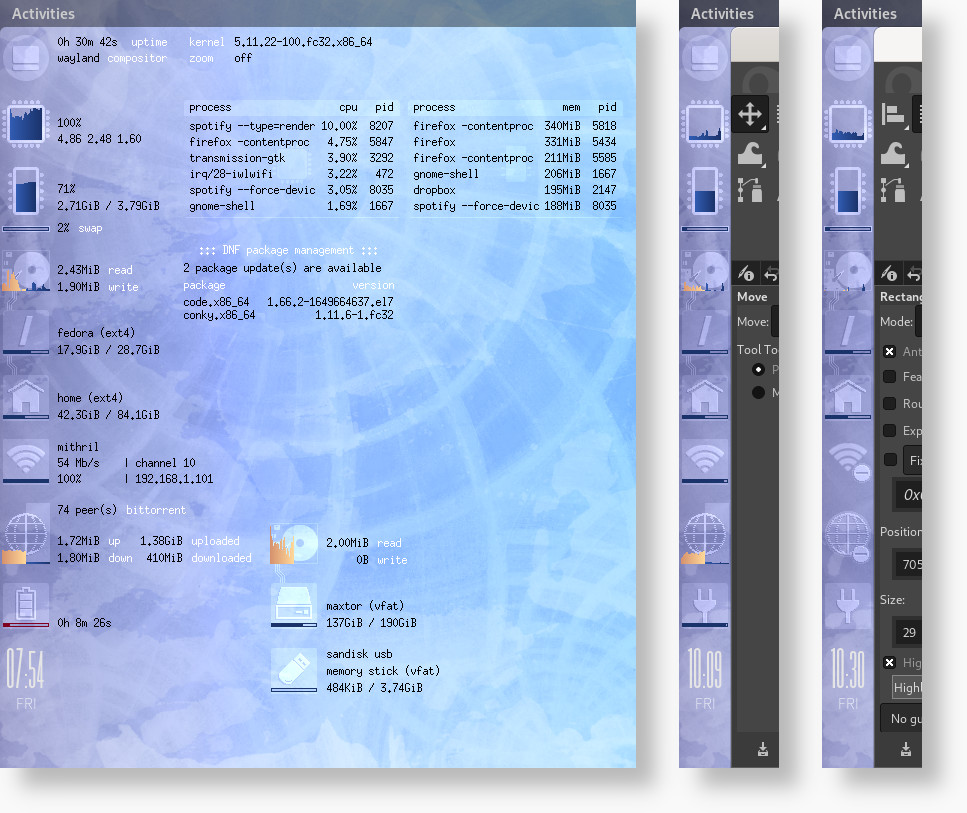 Activities
0h 30m 42s uptime kernel 5.11.22-100.fc32.x86_64
wayland compositor zoom off
process cpu pid process mem pid
100%
4.86 2.48 1.60
spotify --type=render 10.00% 8207 firefox -contentproc 340MiB 5818
firefox -contentproc 4.75% 5847 firefox 331MiB 5434
transmission-gtk 3.90% 3292 firefox -contentproc 211MiB 5585
irq/28-iwlwifi 3.22% 472 gnome-shell 206MiB 1667
spotify --force-devic 3.05% 8035 dropbox 195MiB 2147
gnome-shell 1.69% 1667 spotify --force-devic 188MiB 8035
71%
2.71GiB / 3.79GiB
2% swap
::: DNF package management :::
2 package update(s) are available
package version
code.x86_64 1.66.2-1649664637.el7
conky.x86_64 1.11.6-1.fc32
2.43MiB read
1.90MiB write
fedora (ext4)
17.9GiB / 28.7GiB
home (ext4)
42.3GiB / 84.1GiB
mithril
54 Mb/s | channel 10
100% | 192.168.1.101
74 peer(s) bittorrent
1.72MiB up 1.38GiB uploaded
1.80MiB down 410MiB downloaded
2.00MiB read
0B write
maxtor (vfat)
137GiB / 190GiB
0h 8m 26s
sandisk usb
memory stick (vfat)
484KiB / 3.74GiB
07:54
FRI
Activities
Move
Move:
Tool To
P
M
10:09
FRI
Activities
Rectang
Mode:
Ant
Fea
Rou
Exp
Fix
Position
705
Size:
29
Hig
Highl
No gu
10:30
FRI